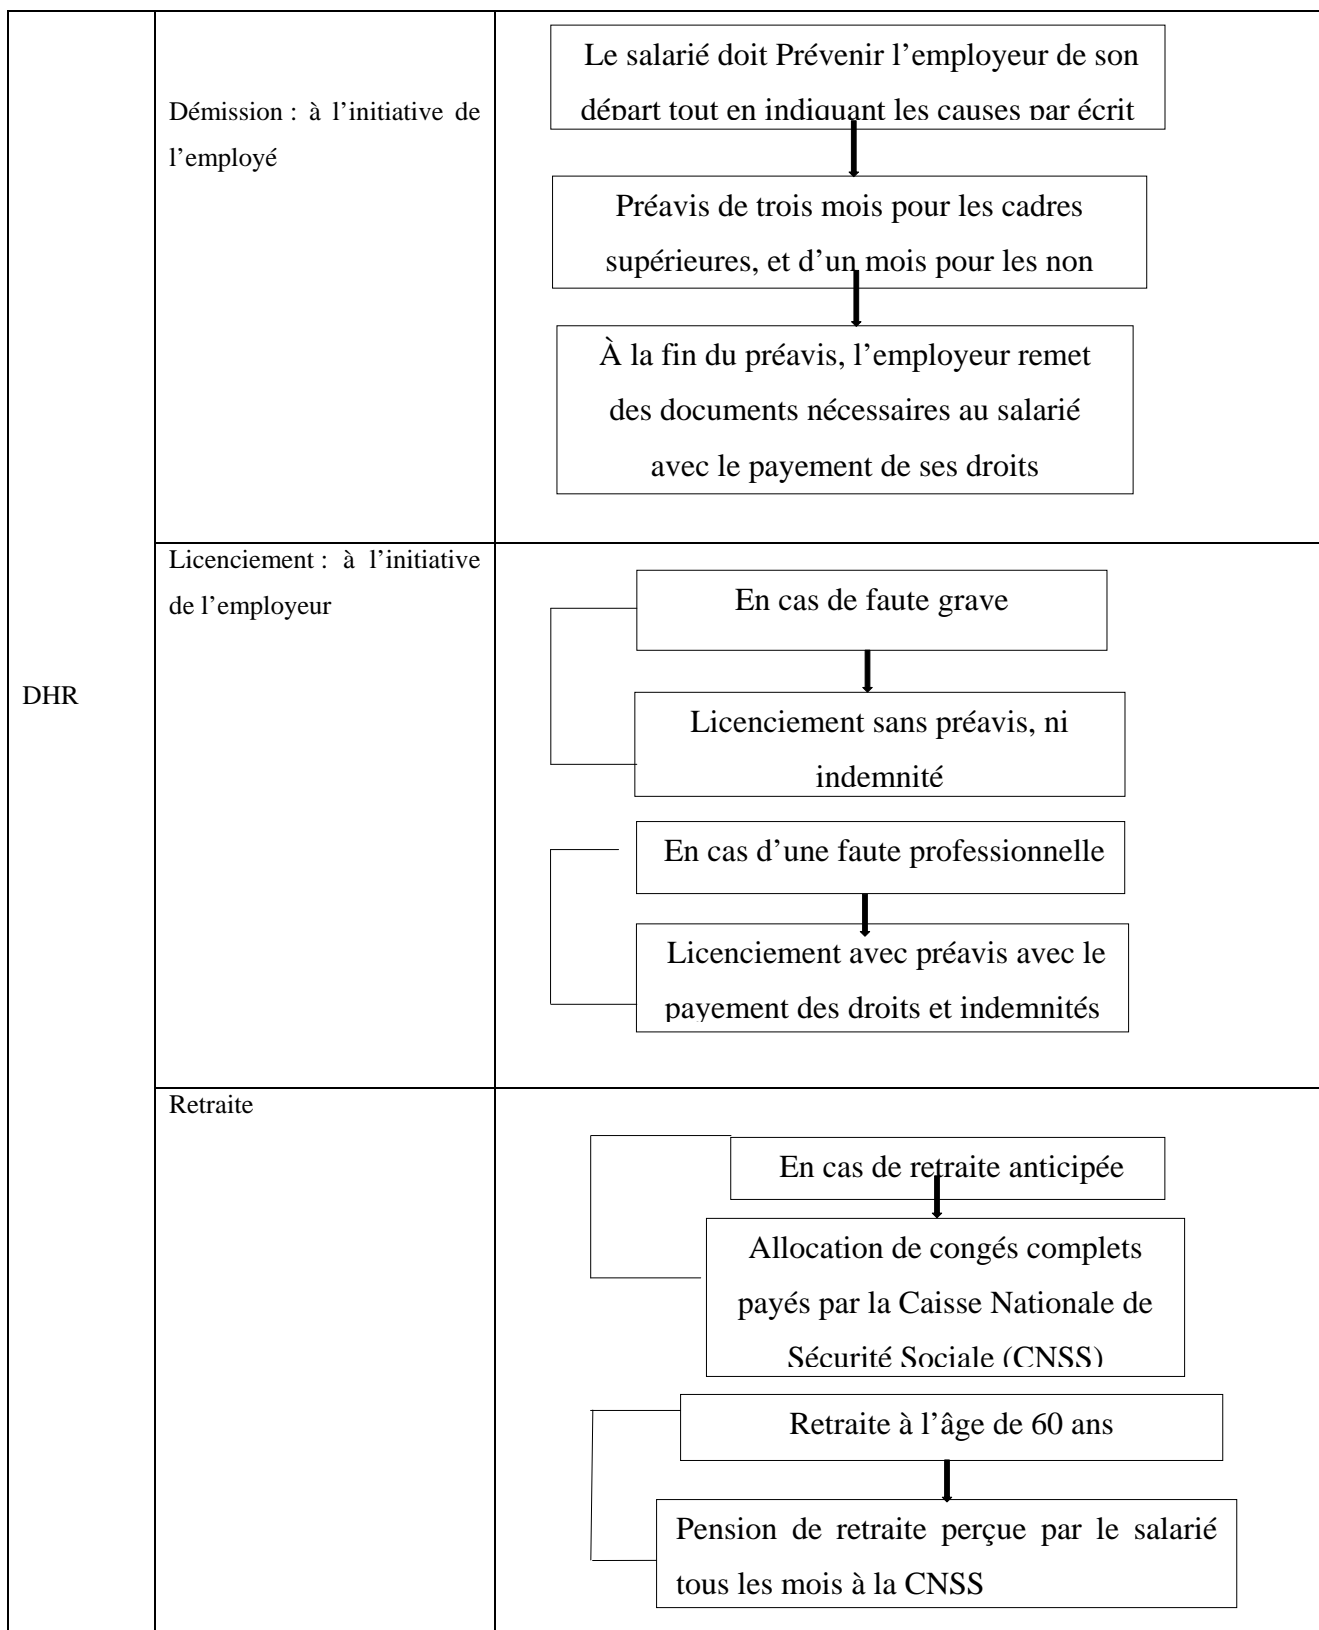 DHR
Démission : à l’initiative de
l’employé
Le salarié doit Prévenir l’employeur de son
départ tout en indiquant les causes par écrit
Préavis de trois mois pour les cadres
supérieures, et d’un mois pour les non
À la fin du préavis, l’employeur remet
des documents nécessaires au salarié
avec le payement de ses droits
Licenciement : à l’initiative
de l’employeur
En cas de faute grave
Licenciement sans préavis, ni
indemnité
En cas d’une faute professionnelle
Licenciement avec préavis avec le
payement des droits et indemnités
Retraite
En cas de retraite anticipée
Allocation de congés complets
payés par la Caisse Nationale de
Sécurité Sociale (CNSS)
Retraite à l’âge de 60 ans
Pension de retraite perçue par le salarié
tous les mois à la CNSS